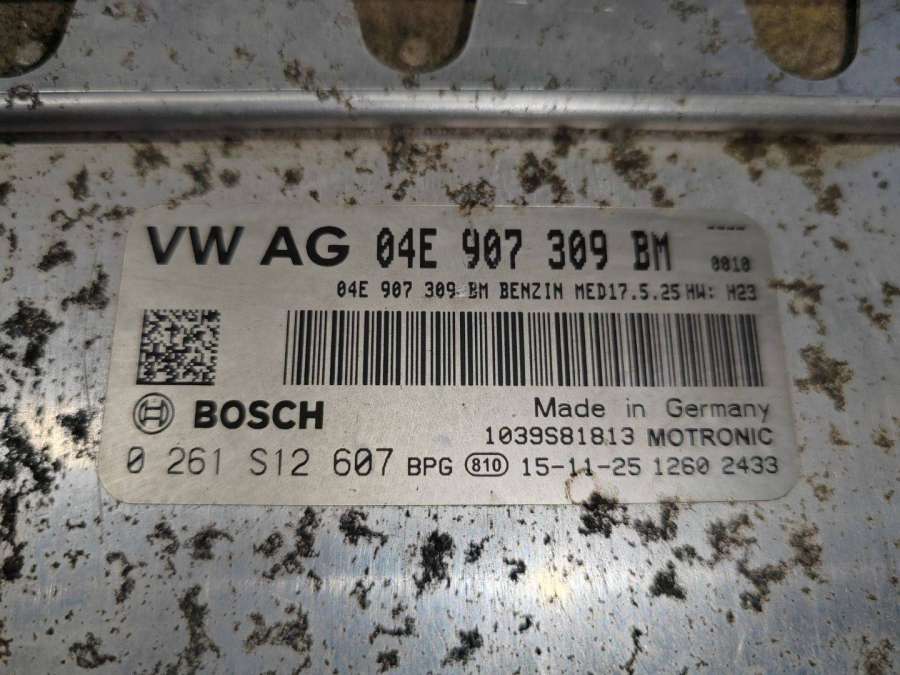 VW AG 04E 907 309 BM 0010
04E 907 309 BM BENZIN MED17.5.25 HW: H23
BOSCH
Made in Germany
1039S81813 MOTRONIC
0 261 S12 607 BPG 810 15-11-25 1260 2433